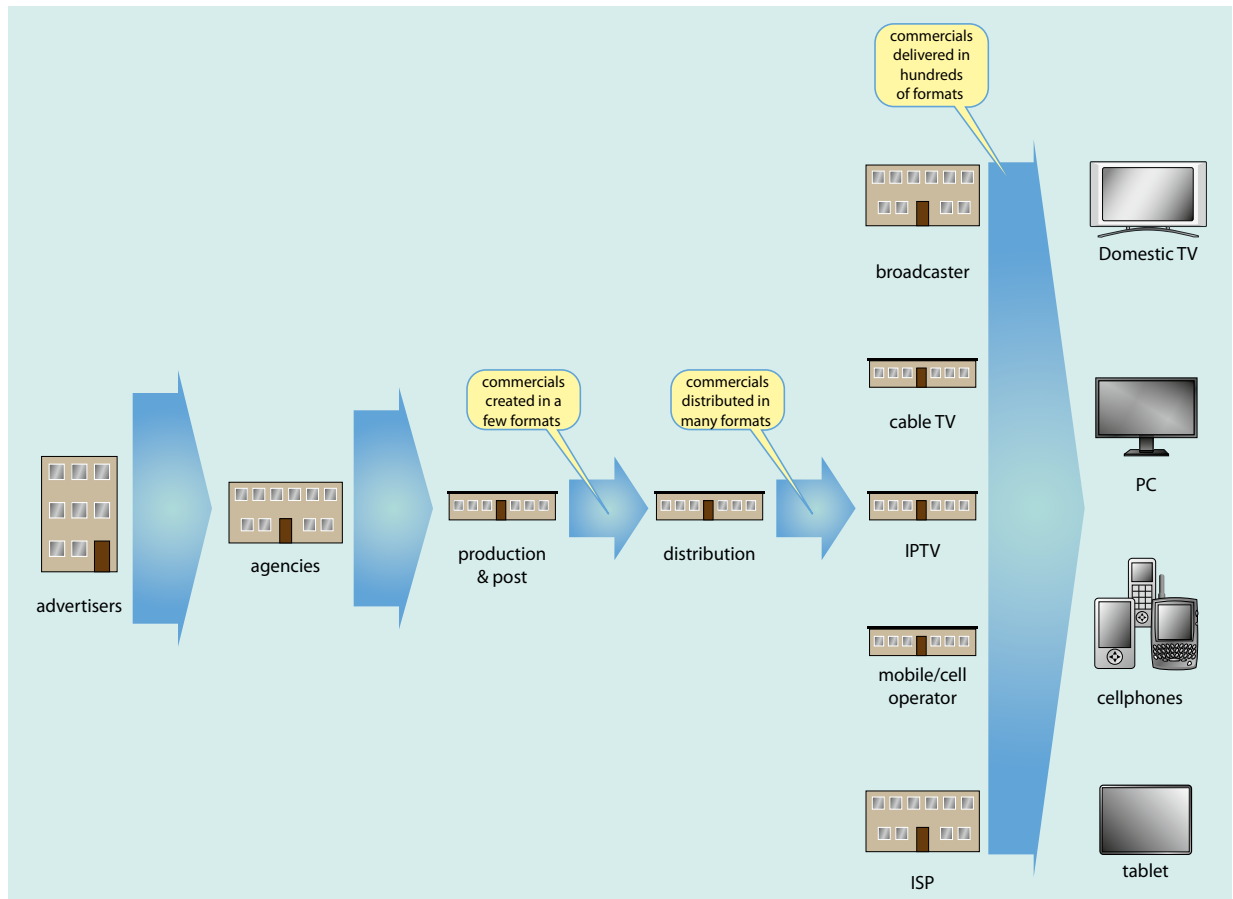 commercials
delivered in
hundreds
of formats
broadcaster
Domestic TV
commercials
created in a
few formats
commercials
distributed in
many formats
cable TV
PC
advertisers
agencies
production
& post
distribution
IPTV
mobile/cell
operator
cellphones
ISP
tablet